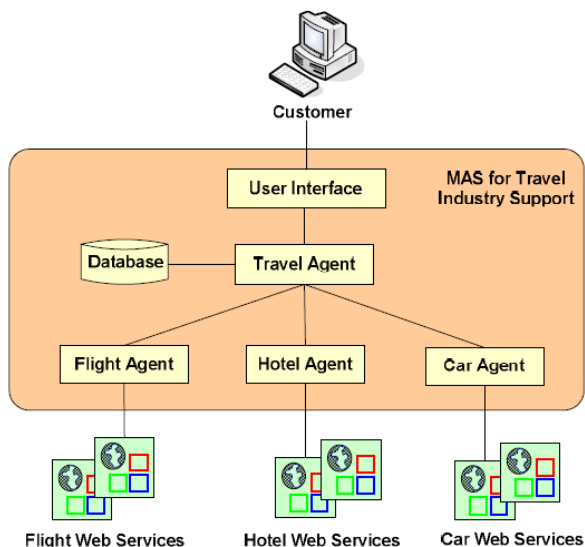 Customer
User Interface
MAS for Travel
Industry Support
Database
Travel Agent
Flight Agent
Hotel Agent
Car Agent
Flight Web Services
Hotel Web Services
Car Web Services